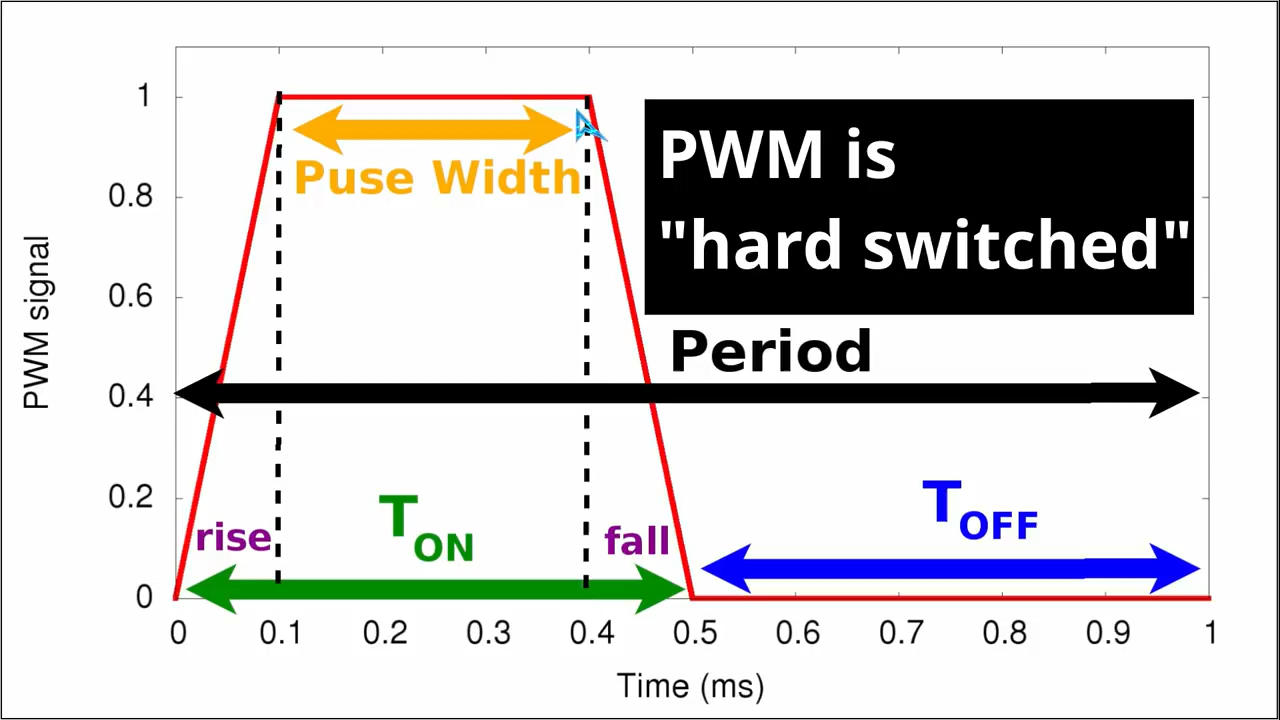 1
0.8
0.6
0.4
0.2
0
PWM signal
Puse Width
PWM is
"hard switched"
Period
rise
TON
fall
TOFF
0 0.1 0.2 0.3 0.4 0.5 0.6 0.7 0.8 0.9 1
Time (ms)